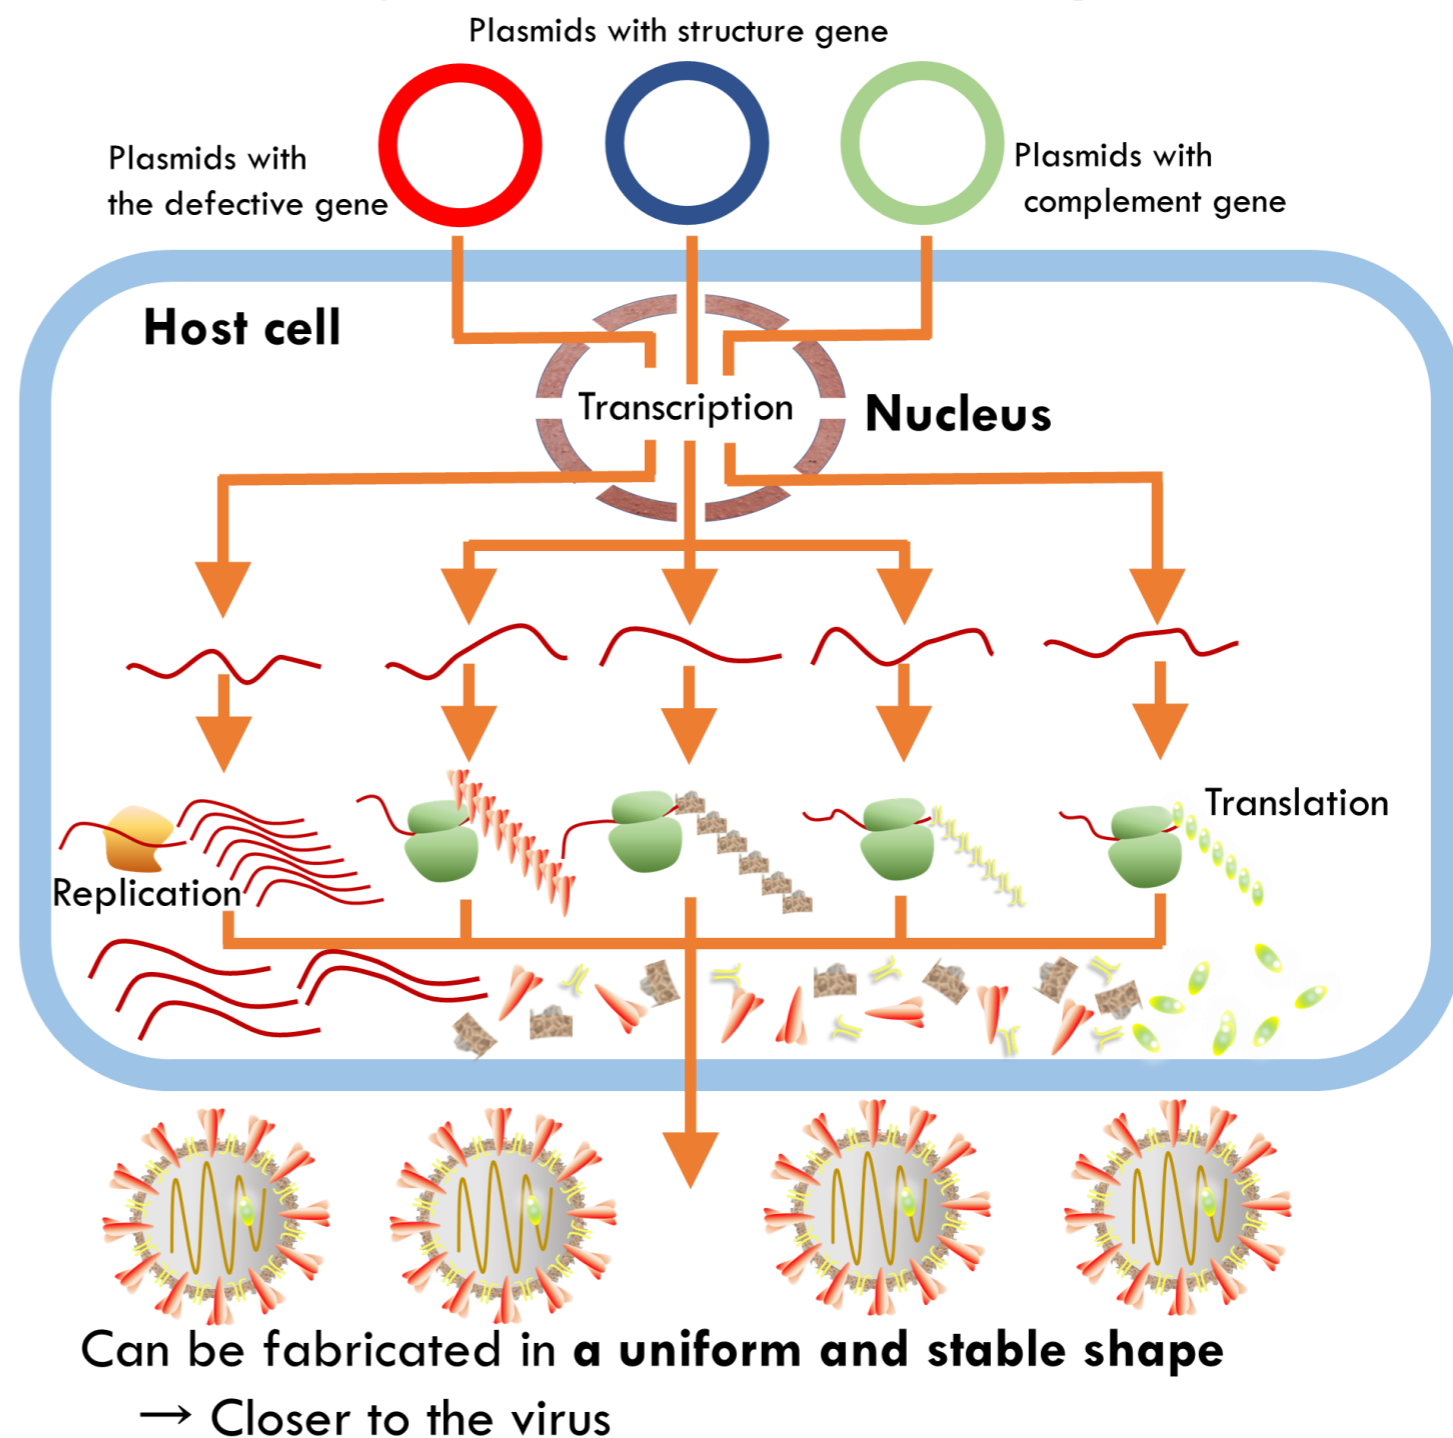 Plasmids with structure gene
Plasmids with
the defective gene
Plasmids with
complement gene
Host cell
Transcription
Nucleus
Translation
Replication
Can be fabricated in a uniform and stable shape
→ Closer to the virus